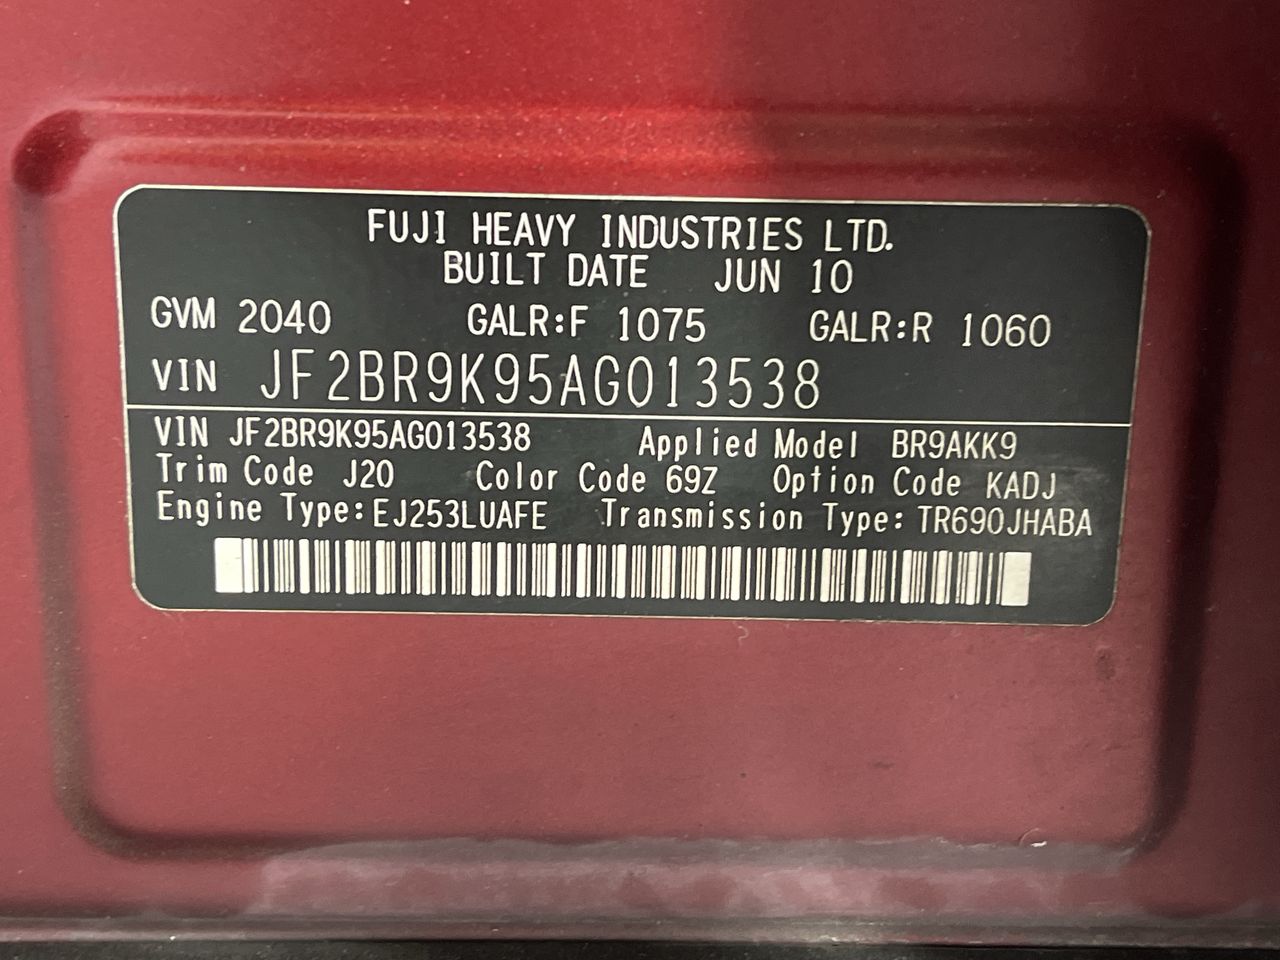 FUJI HEAVY INDUSTRIES LTD.
BUILT DATE JUN 10
GVM 2040 GALR:F 1075 GALR:R 1060
VIN JF2BR9K95AG013538
VIN JF2BR9K95AG013538 Applied Model BR9AKK9
Trim Code J20 Color Code 69Z Option Code KADJ
Engine Type:EJ253LUAFE Transmission Type:TR690JHABA